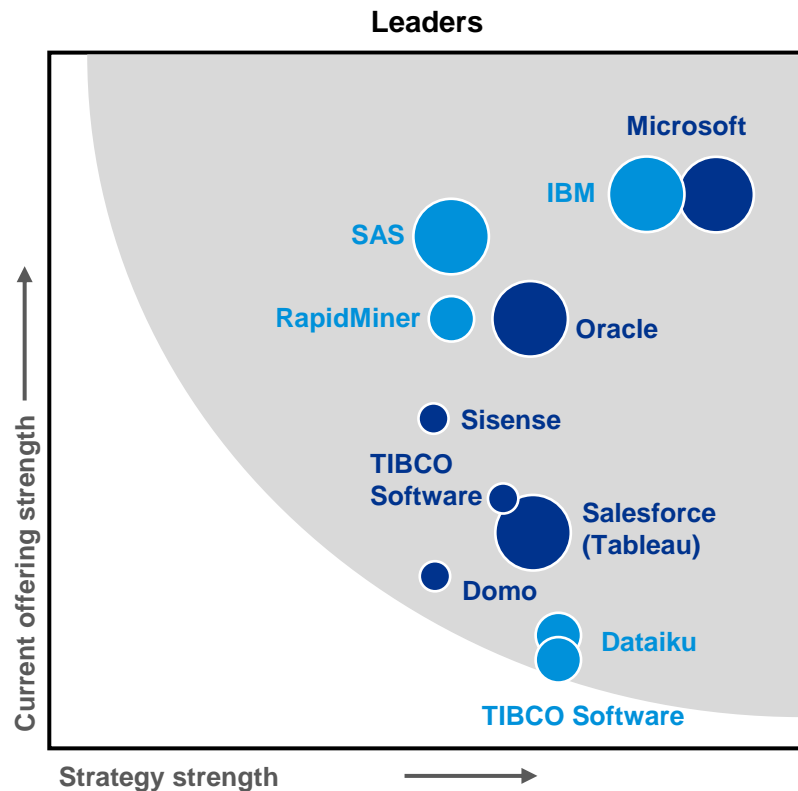 Leaders
Microsoft
IBM
SAS
RapidMiner
Oracle
Sisense
TIBCO
Software
Salesforce
(Tableau)
Domo
Dataiku
TIBCO Software
Current offering strength
Strategy strength